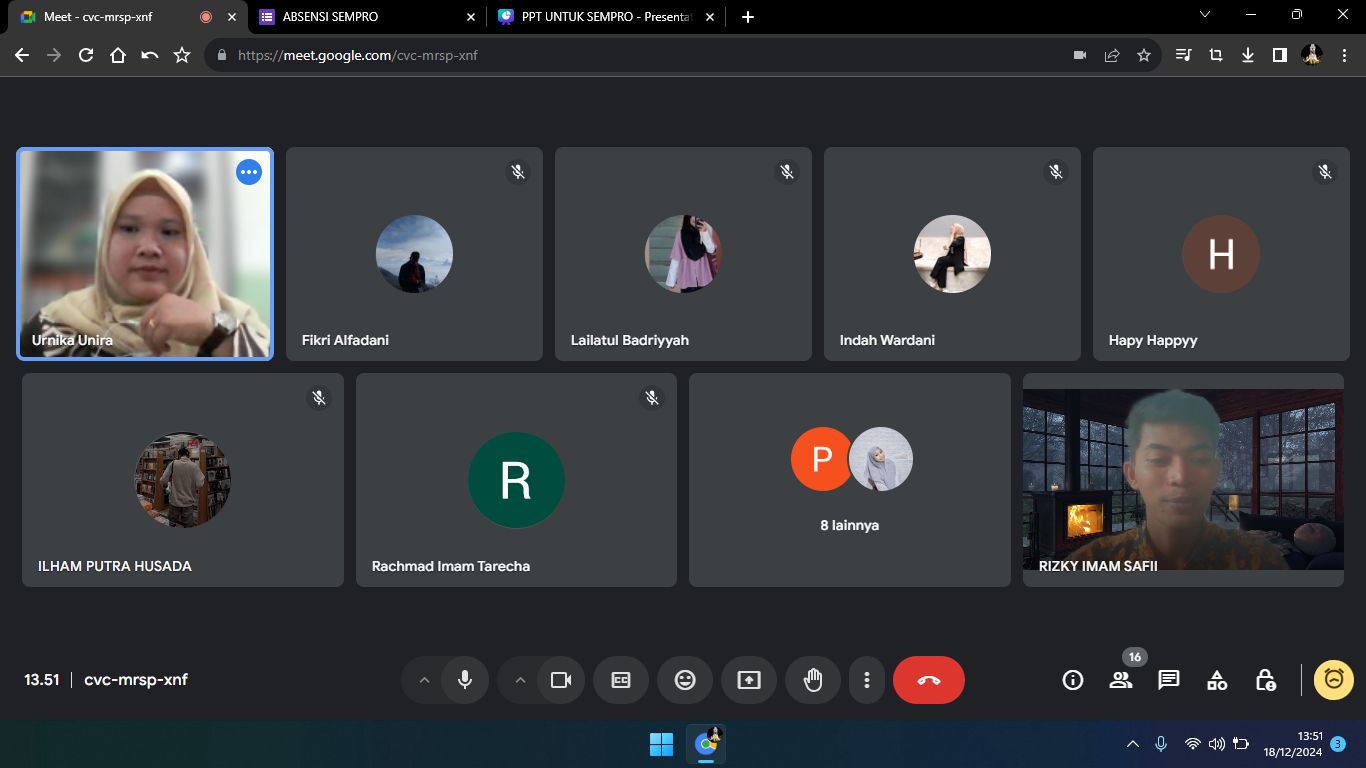 Meet - cvc-mrsp-xnf
ABSENSI SEMPRO
PPT UNTUK SEMPRO - Presentat
https://meet.google.com/cvc-mrsp-xnf
Urnika Unira
Fikri Alfadani
Lailatul Badriyyah
Indah Wardani
H
Hapy Happyy
ILHAM PUTRA HUSADA
R
Rachmad Imam Tarecha
P
8 lainnya
RIZKY IMAM SAFII
13.51
cvc-mrsp-xnf
16
13:51
18/12/2024
3